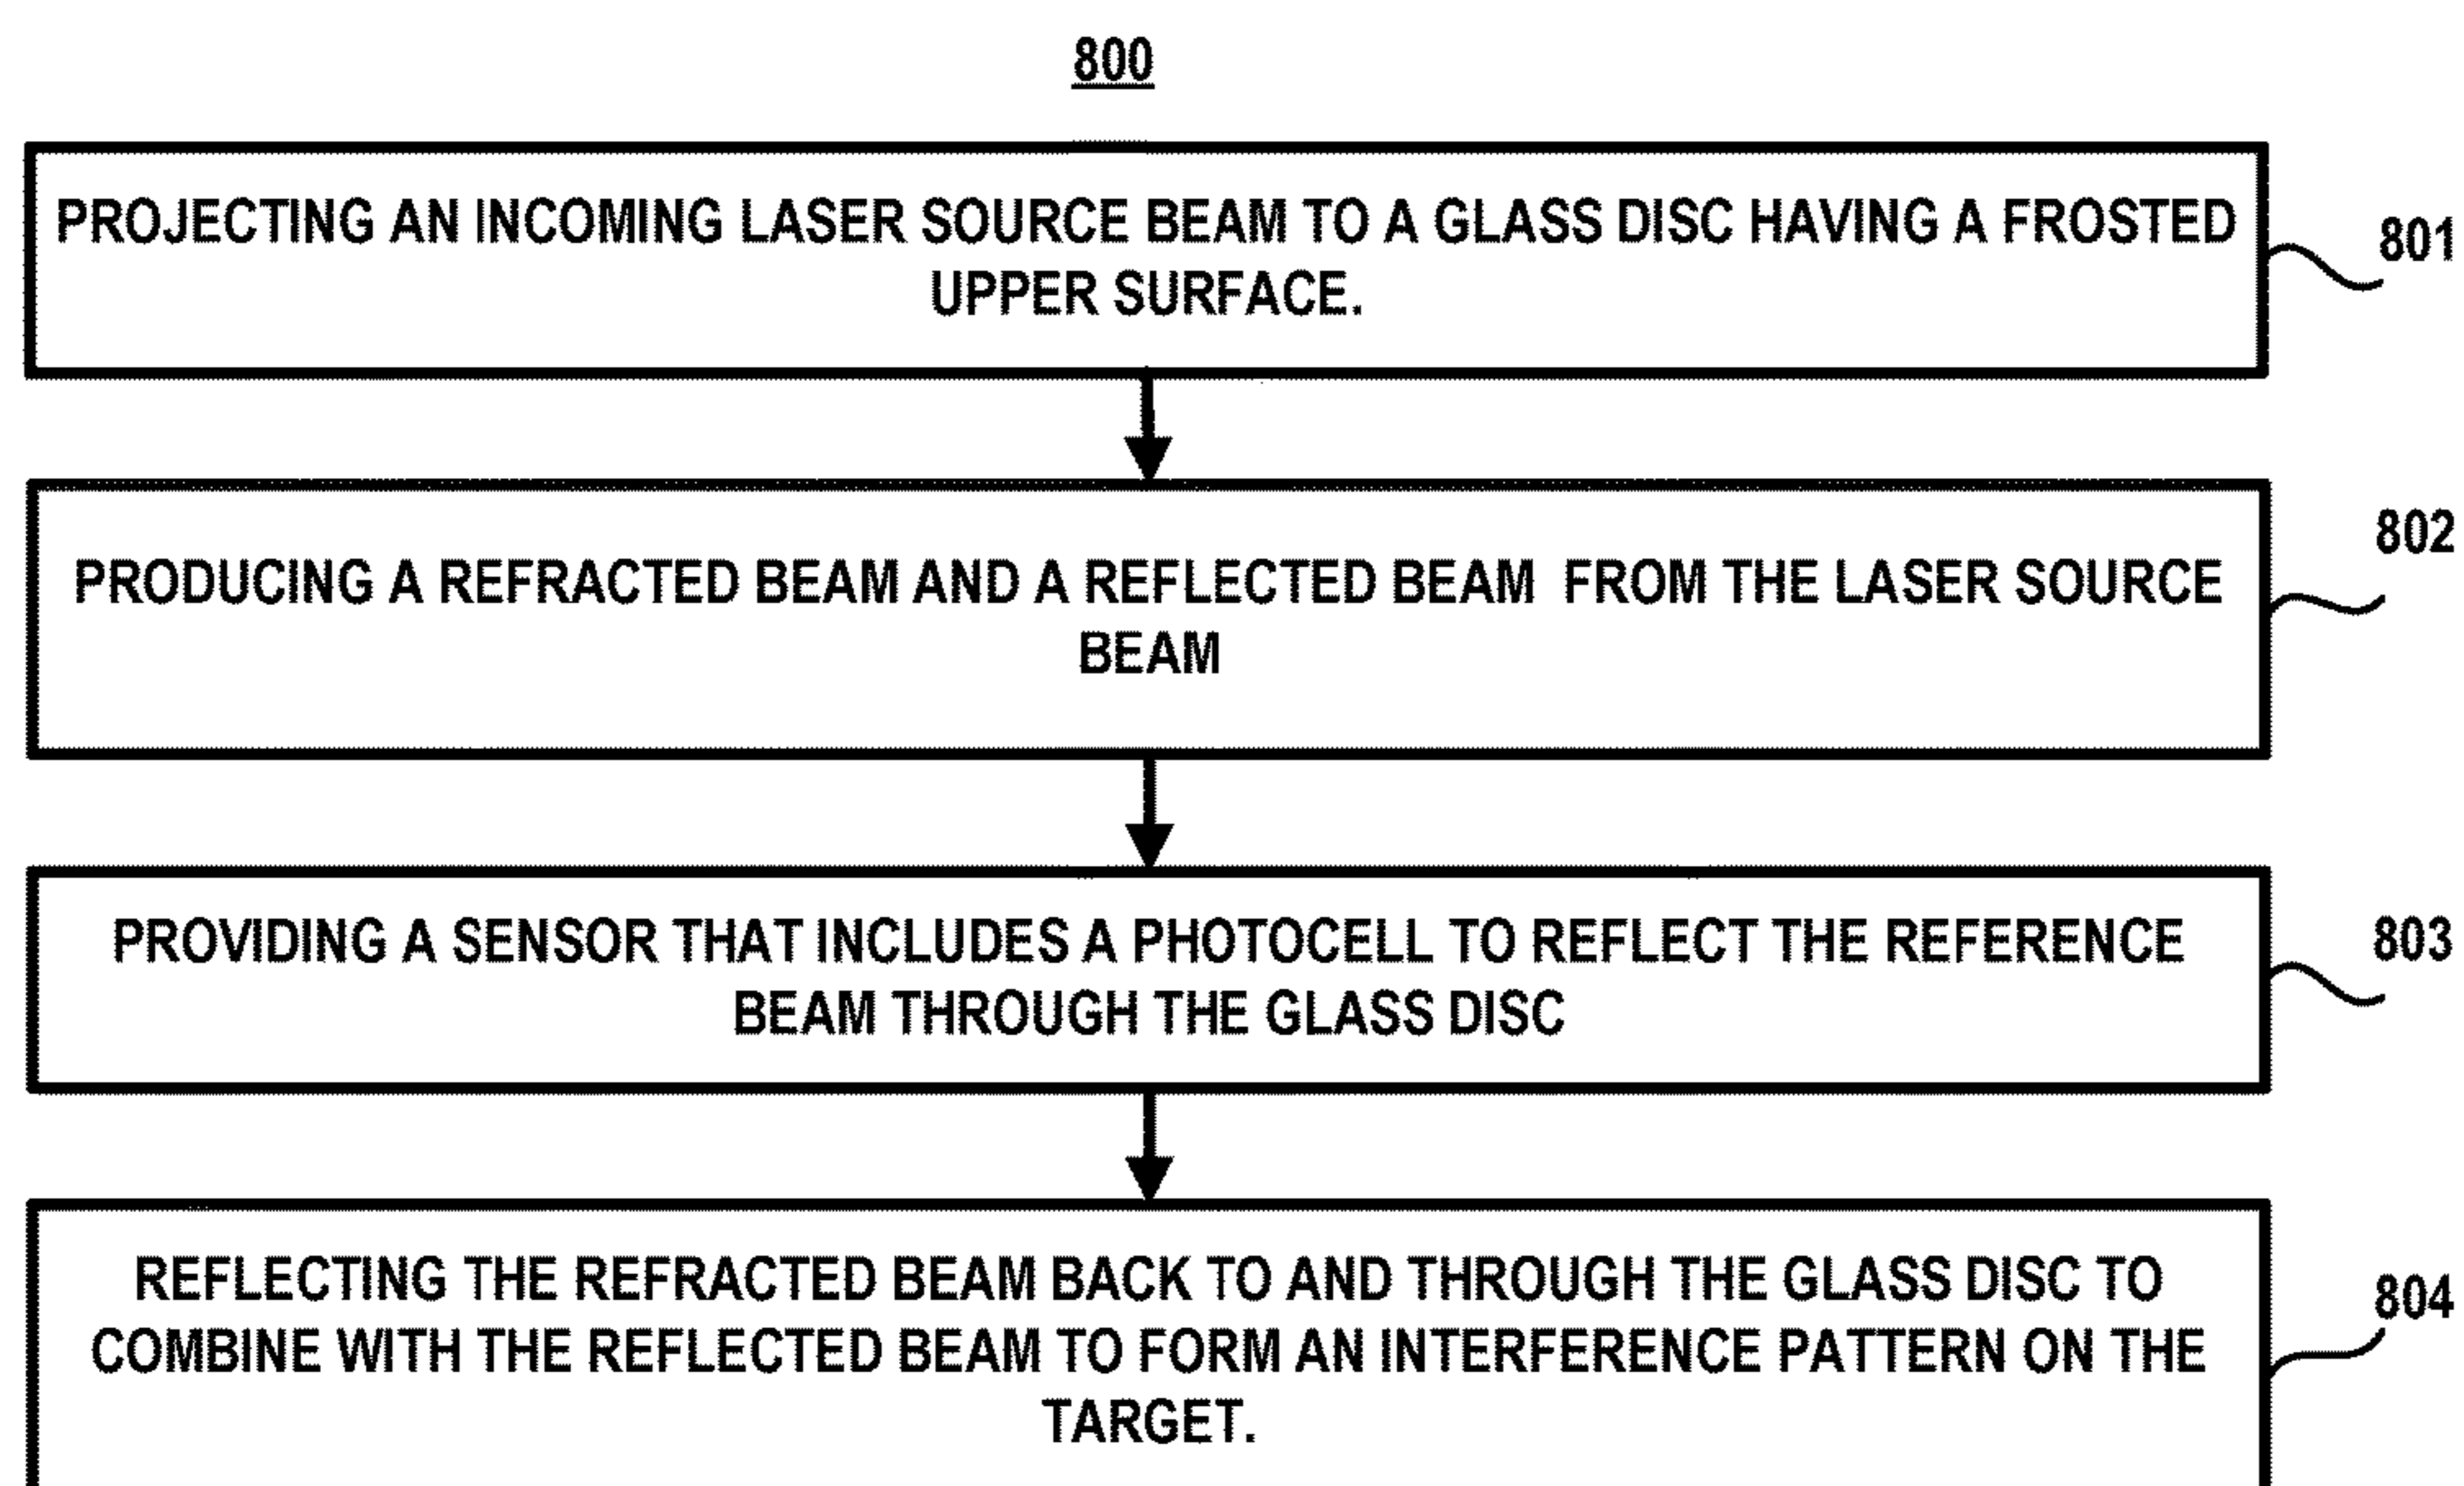 800
PROJECTING AN INCOMING LASER SOURCE BEAM TO A GLASS DISC HAVING A FROSTED
UPPER SURFACE.
801
PRODUCING A REFRACTED BEAM AND A REFLECTED BEAM FROM THE LASER SOURCE
BEAM
802
PROVIDING A SENSOR THAT INCLUDES A PHOTOCELL TO REFLECT THE REFERENCE
BEAM THROUGH THE GLASS DISC
803
REFLECTING THE REFRACTED BEAM BACK TO AND THROUGH THE GLASS DISC TO
COMBINE WITH THE REFLECTED BEAM TO FORM AN INTERFERENCE PATTERN ON THE
TARGET.
804